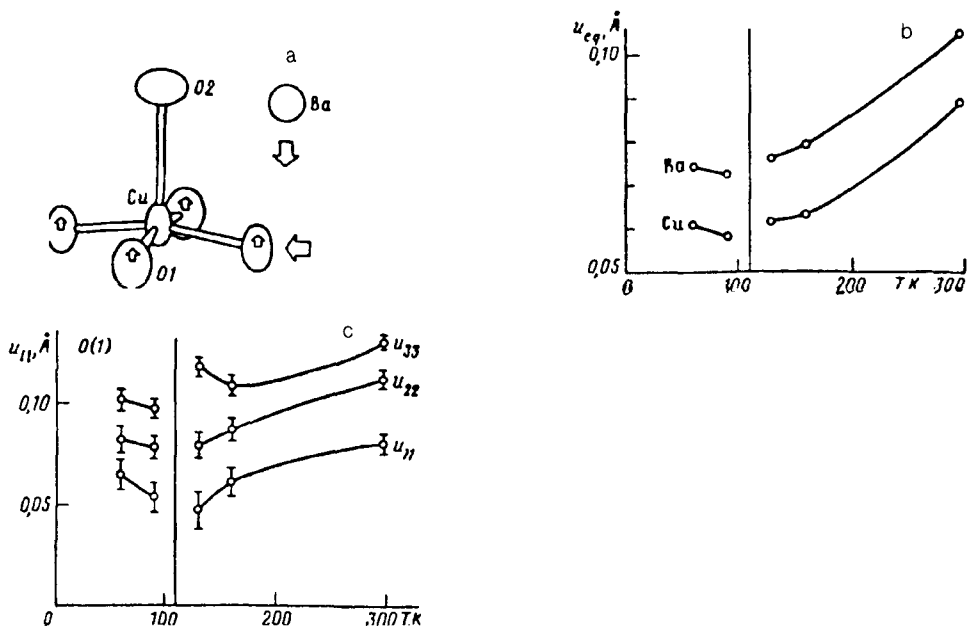 a
O2
Ba
Cu
O1
b
u_eq, Å
0,10
Ba
Cu
0,05
0
100
200
T,K
300
c
u_ii, Å
O(1)
u_33
u_22
u_11
0,10
0,05
0
100
200
300 T,K